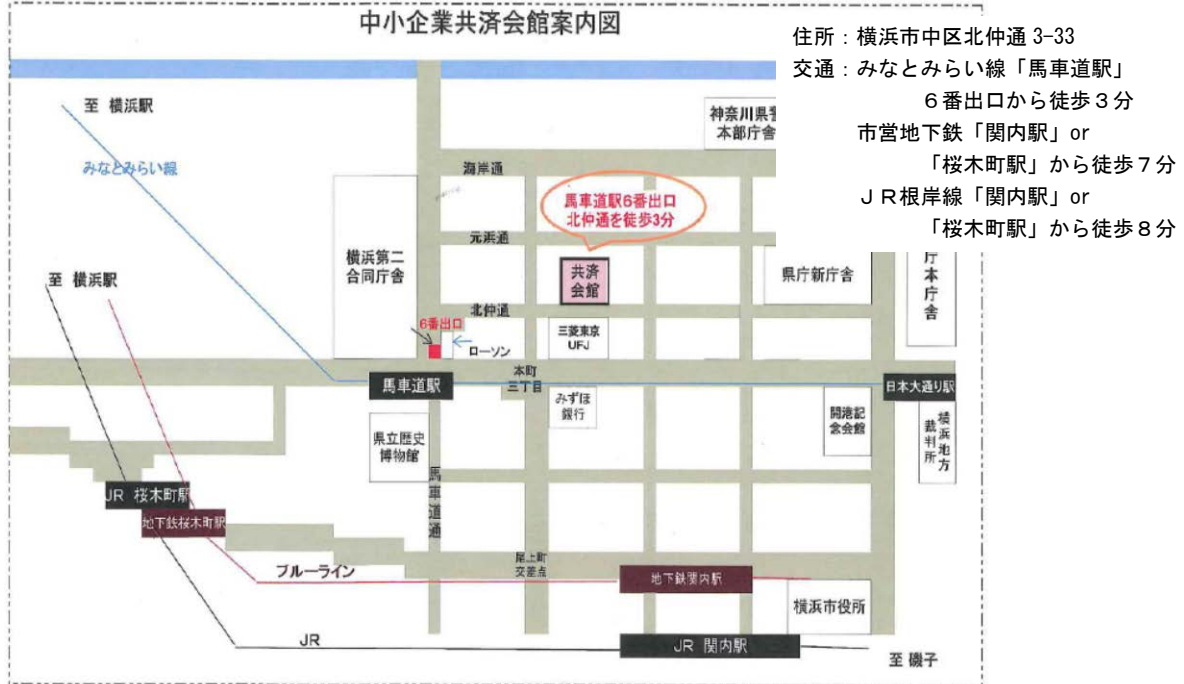 中小企業共済会館案内図
住所：横浜市中区北仲通 3-33
交通：みなとみらい線「馬車道駅」
６番出口から徒歩３分
市営地下鉄「関内駅」or
「桜木町駅」から徒歩７分
ＪＲ根岸線「関内駅」or
「桜木町駅」から徒歩８分
至 横浜駅
みなとみらい線
神奈川県警
本部庁舎
海岸通
馬車道駅6番出口
北仲通を徒歩3分
元浜通
横浜第二
合同庁舎
共済
会館
県庁新庁舎
庁本庁舎
至 横浜駅
北仲通
6番出口
ローソン
三菱東京
UFJ
本町
三丁目
馬車道駅
日本大通り駅
みずほ
銀行
開港記
念会館
横浜地方
裁判所
県立歴史
博物館
馬車道通
JR 桜木町駅
地下鉄桜木町駅
尾上町
交差点
ブルーライン
地下鉄関内駅
横浜市役所
JR
JR 関内駅
至 磯子